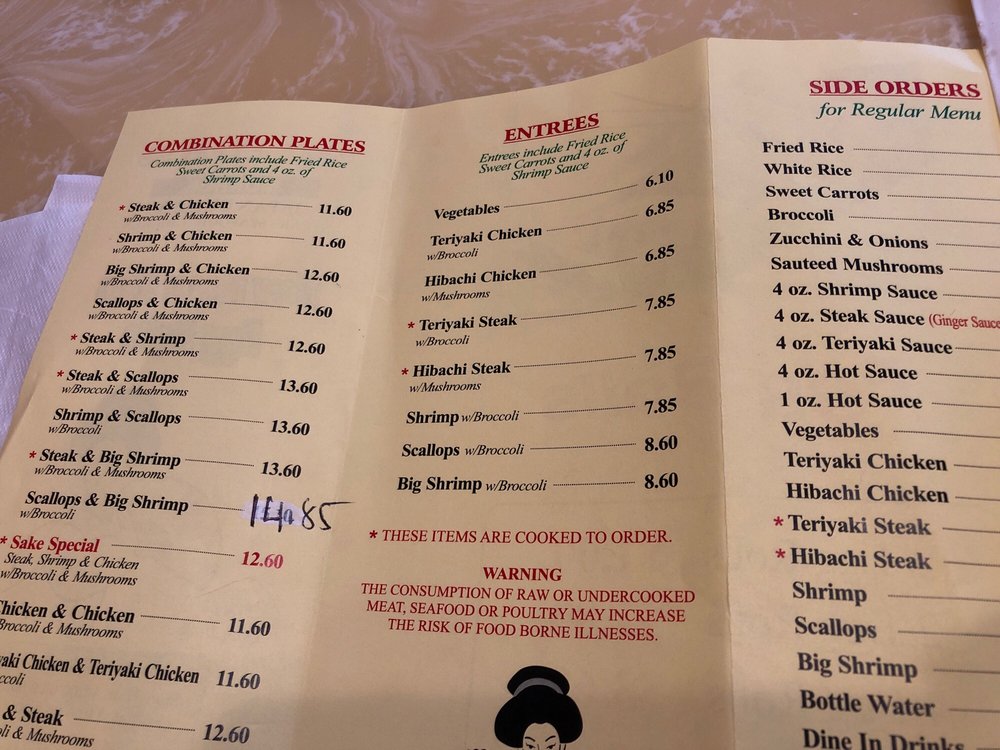 COMBINATION PLATES
Combination Plates include Fried Rice
Sweet Carrots and 4 oz. of
Shrimp Sauce
* Steak & Chicken 11.60
w/Broccoli & Mushrooms
Shrimp & Chicken 11.60
w/Broccoli & Mushrooms
Big Shrimp & Chicken 12.60
w/Broccoli & Mushrooms
Scallops & Chicken 12.60
w/Broccoli & Mushrooms
* Steak & Shrimp 12.60
w/Broccoli & Mushrooms
* Steak & Scallops 13.60
w/Broccoli & Mushrooms
Shrimp & Scallops 13.60
w/Broccoli
* Steak & Big Shrimp 13.60
w/Broccoli & Mushrooms
Scallops & Big Shrimp 14.85
w/Broccoli
* Sake Special 12.60
Steak, Shrimp & Chicken
w/Broccoli & Mushrooms
Chicken & Chicken 11.60
Broccoli & Mushrooms
yaki Chicken & Teriyaki Chicken 11.60
ccoli
& Steak 12.60
oli & Mushrooms
ENTREES
Entrees include Fried Rice
Sweet Carrots and 4 oz. of
Shrimp Sauce
Vegetables 6.10
Teriyaki Chicken 6.85
w/Broccoli
Hibachi Chicken 6.85
w/Mushrooms
* Teriyaki Steak 7.85
w/Broccoli
* Hibachi Steak 7.85
w/Mushrooms
Shrimp w/Broccoli 7.85
Scallops w/Broccoli 8.60
Big Shrimp w/Broccoli 8.60
* THESE ITEMS ARE COOKED TO ORDER.
WARNING
THE CONSUMPTION OF RAW OR UNDERCOOKED
MEAT, SEAFOOD OR POULTRY MAY INCREASE
THE RISK OF FOOD BORNE ILLNESSES.
SIDE ORDERS
for Regular Menu
Fried Rice
White Rice
Sweet Carrots
Broccoli
Zucchini & Onions
Sauteed Mushrooms
4 oz. Shrimp Sauce
4 oz. Steak Sauce (Ginger Sauce
4 oz. Teriyaki Sauce
4 oz. Hot Sauce
1 oz. Hot Sauce
Vegetables
Teriyaki Chicken
Hibachi Chicken
* Teriyaki Steak
* Hibachi Steak
Shrimp
Scallops
Big Shrimp
Bottle Water
Dine In Drinks